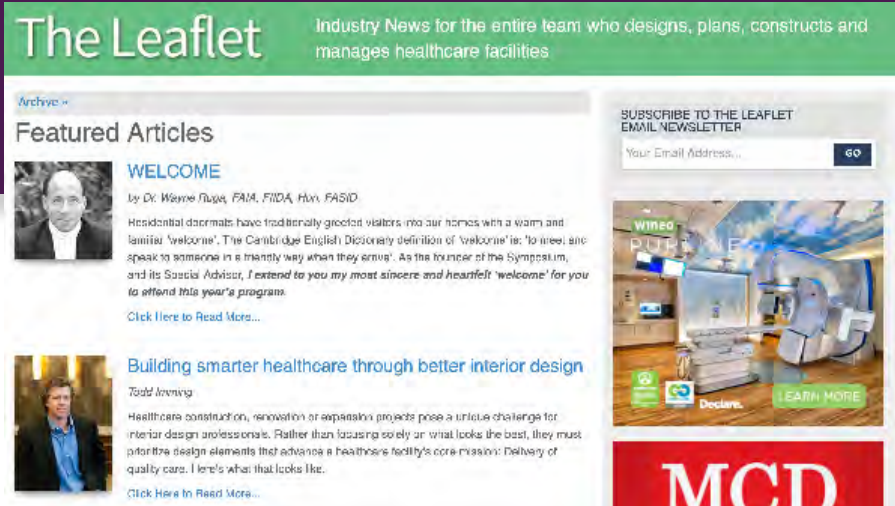 The Leaflet
Industry News for the entire team who designs, plans, constructs and
manages healthcare facilities
Archive »
Featured Articles
WELCOME
by Dr. Wayne Ruga, FAIA, FIIDA, Hon. FASID
Residential doormats have traditionally greeted visitors into our homes with a warm and
familiar 'welcome'. The Cambridge English Dictionary definition of 'welcome' is: 'to meet and
speak to someone in a friendly way when they arrive'. As the founder of the Symposium,
and its Special Advisor, I extend to you my most sincere and heartfelt 'welcome' for you
to attend this year's program.
Click Here to Read More...
Building smarter healthcare through better interior design
Todd
Healthcare construction, renovation or expansion projects pose a unique challenge for
interior design professionals. Rather than focusing solely on what looks the best, they must
prioritize design elements that advance a healthcare facility's core mission: Delivery of
quality care. Here's what that looks like.
Click Here to Read More...
SUBSCRIBE TO THE LEAFLET
EMAIL NEWSLETTER
Your Email Address...
GO
wineo
PURLINE
Declare.
LEARN MORE
MCD